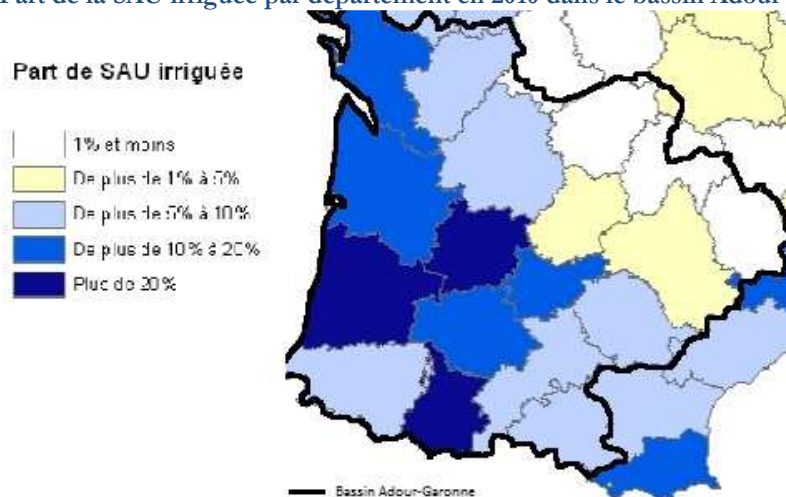 Part de la SAU irriguée par département en 2010 dans le bassin Adour
Part de SAU irriguée
1% et moins
De plus de 1% à 5%
De plus de 5% à 10%
De plus de 10% à 20%
Plus de 20%
Bassin Adour-Garonne